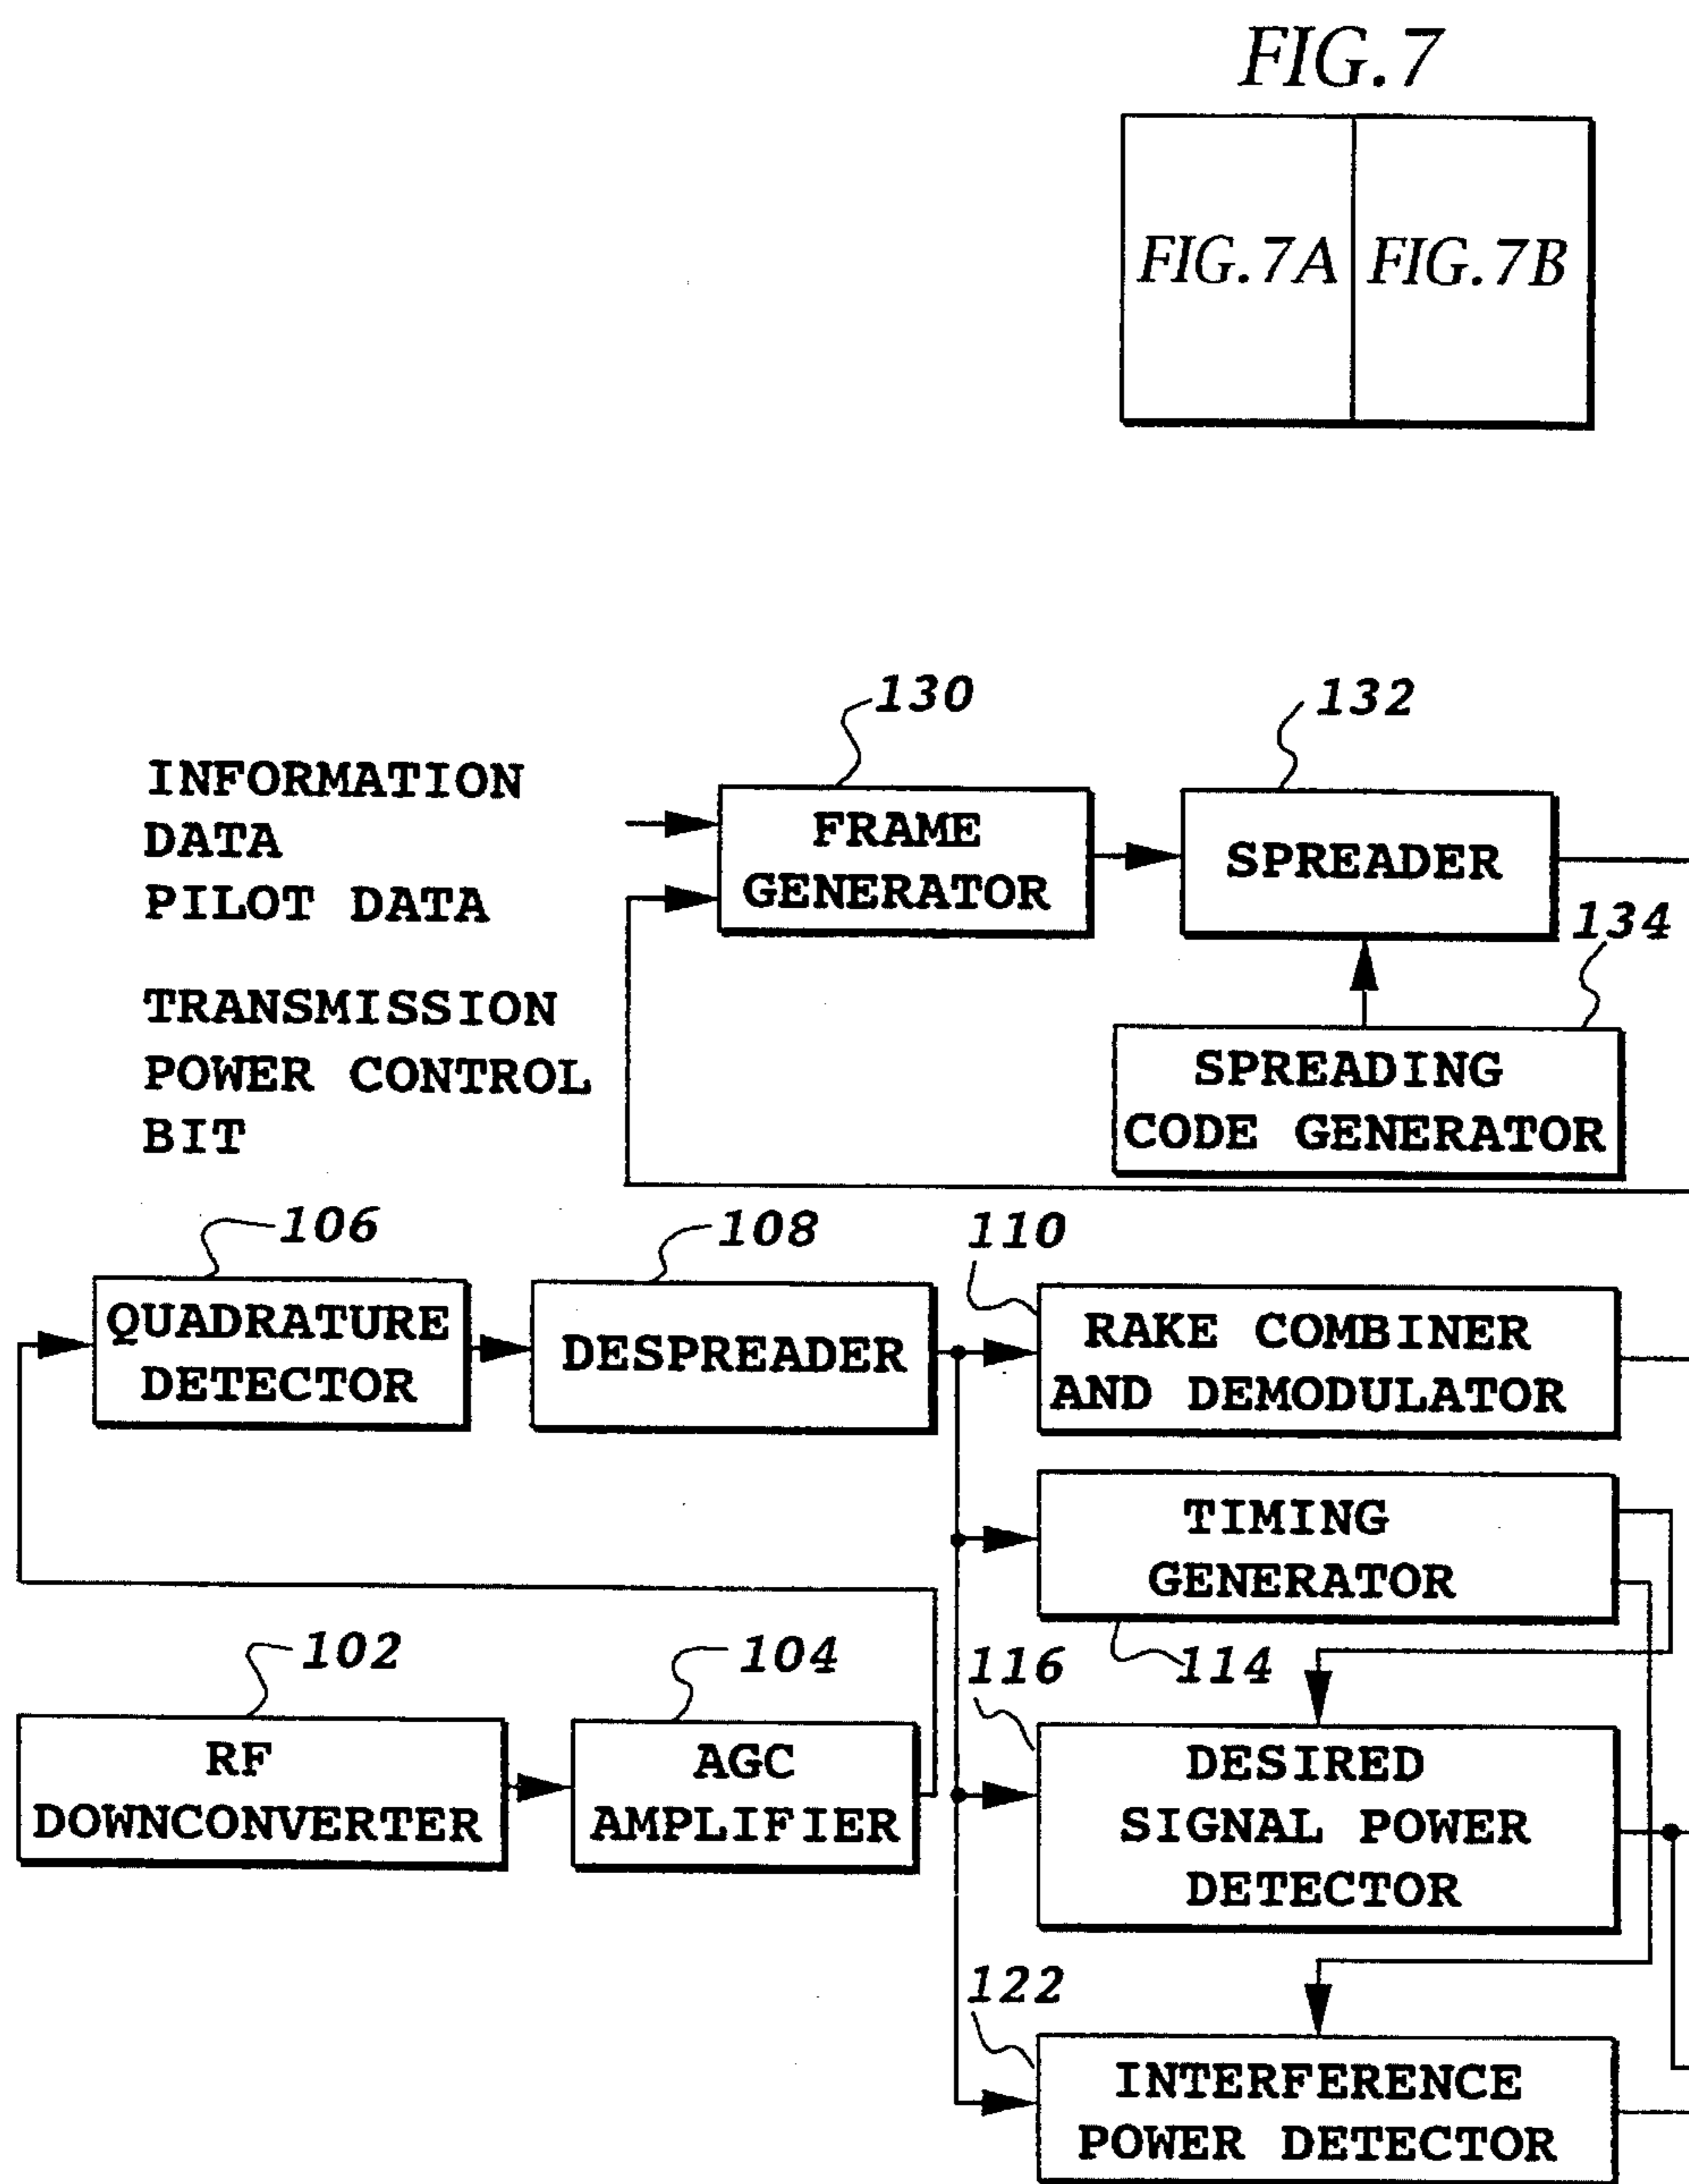 FIG. 7
FIG. 7A
FIG. 7B
130
132
INFORMATION
DATA
PILOT DATA
FRAME
GENERATOR
SPREADER
134
TRANSMISSION
POWER CONTROL
BIT
SPREADING
CODE GENERATOR
106
108
110
QUADRATURE
DETECTOR
DESPREADER
RAKE COMBINER
AND DEMODULATOR
TIMING
GENERATOR
102
104
116
114
RF
DOWNCONVERTER
AGC
AMPLIFIER
DESIRED
SIGNAL POWER
DETECTOR
122
INTERFERENCE
POWER DETECTOR